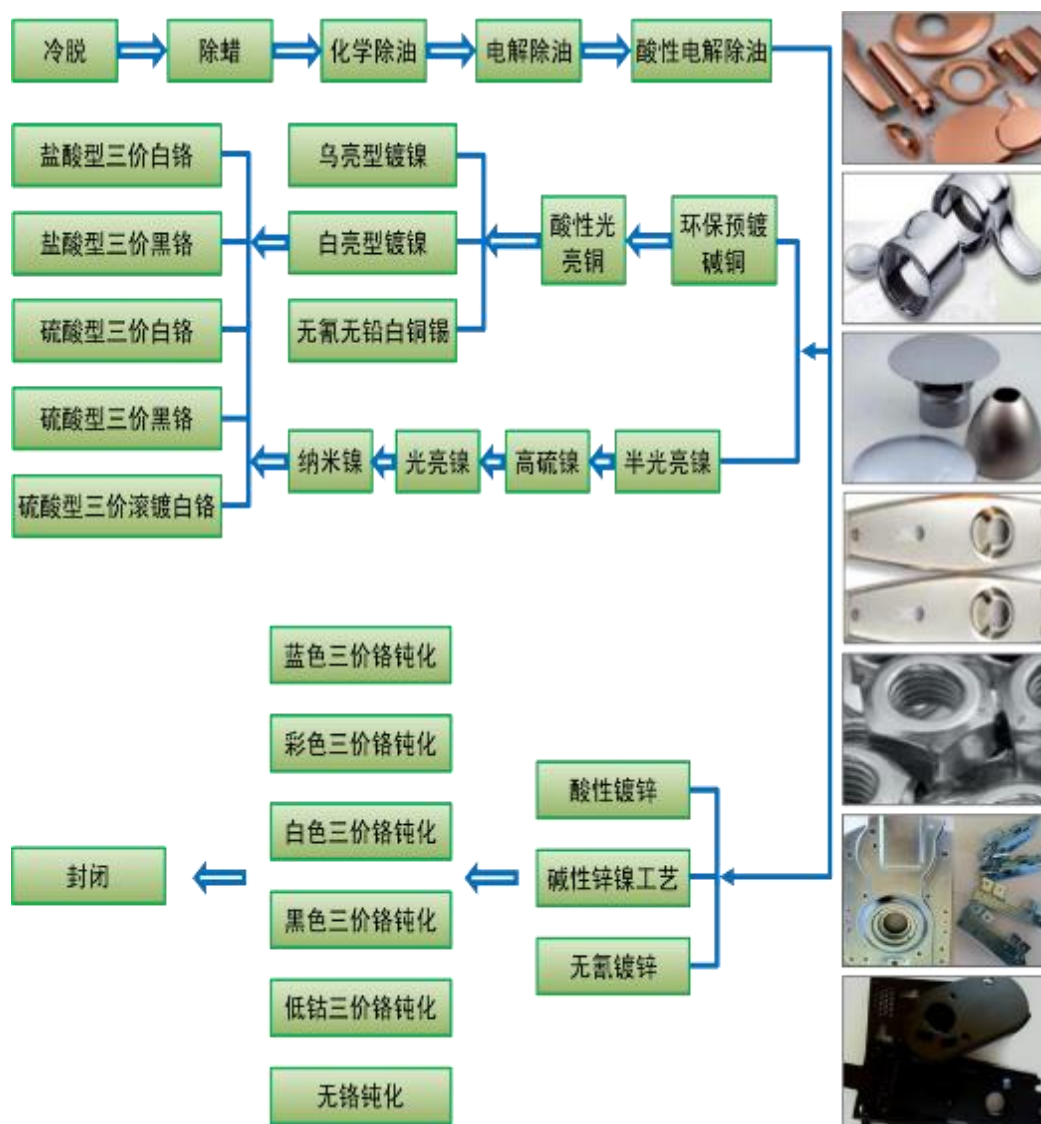 冷脱
除蜡
化学除油
电解除油
酸性电解除油
盐酸型三价白铬
盐酸型三价黑铬
硫酸型三价白铬
硫酸型三价黑铬
硫酸型三价滚镀白铬
乌亮型镀镍
白亮型镀镍
无氰无铅白铜锡
酸性光
亮铜
环保预镀
碱铜
纳米镍
光亮镍
高硫镍
半光亮镍
蓝色三价铬钝化
彩色三价铬钝化
白色三价铬钝化
黑色三价铬钝化
低钴三价铬钝化
无铬钝化
酸性镀锌
碱性锌镍工艺
无氰镀锌
封闭